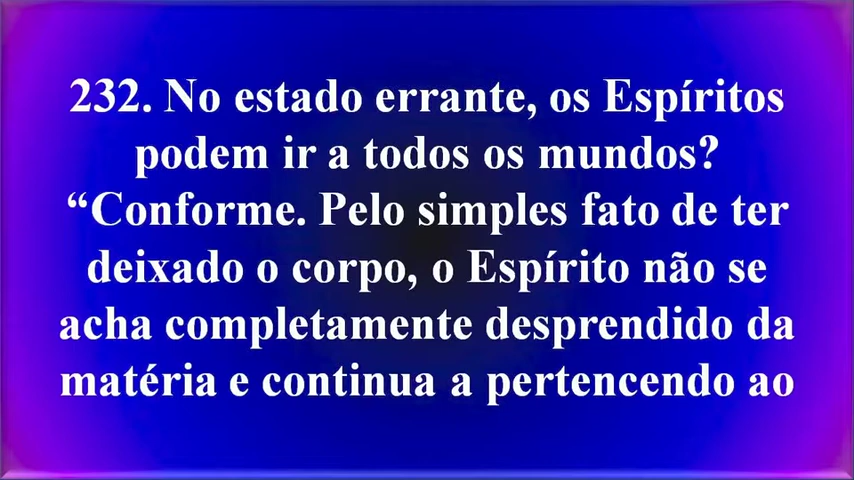 232. No estado errante, os Espíritos
podem ir a todos os mundos?
“Conforme. Pelo simples fato de ter
deixado o corpo, o Espírito não se
acha completamente desprendido da
matéria e continua a pertencendo ao